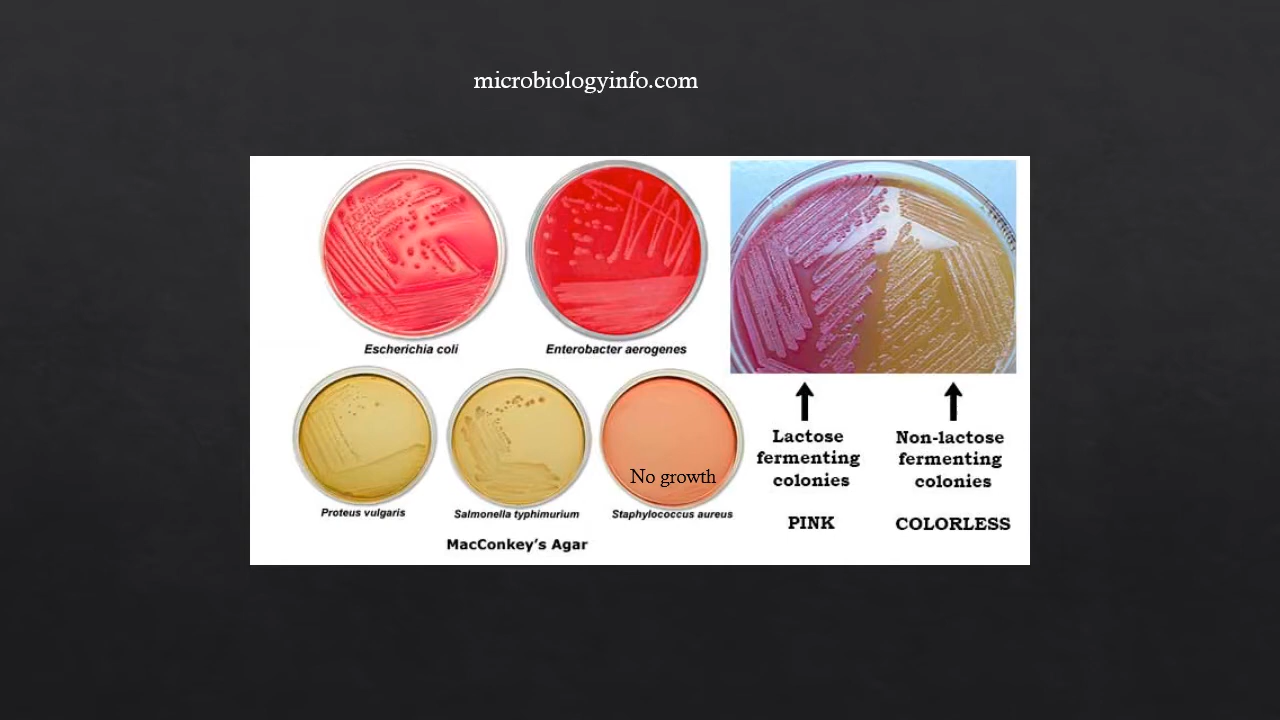 microbiologyinfo.com
Escherichia coli
Enterobacter aerogenes
Proteus vulgaris
Salmonella typhimurium
No growth
Staphylococcus aureus
MacConkey’s Agar
Lactose
fermenting
colonies
PINK
Non-lactose
fermenting
colonies
COLORLESS